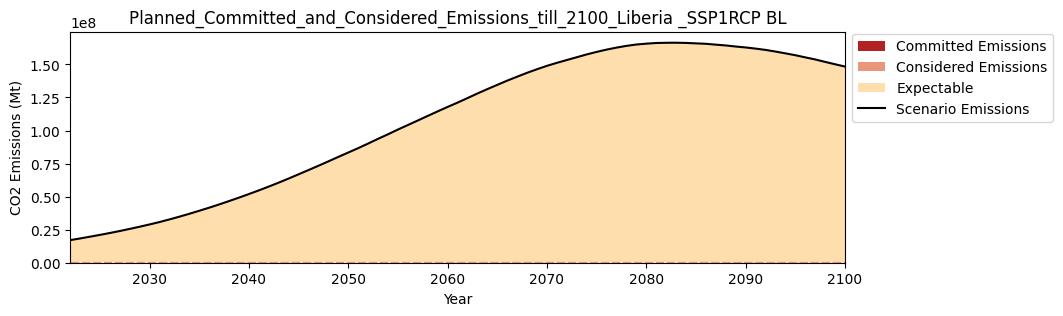 Planned_Committed_and_Considered_Emissions_till_2100_Liberia _SSP1RCP BL
1e8
1.50
1.25
1.00
0.75
0.50
0.25
0.00
CO2 Emissions (Mt)
2030 2040 2050 2060 2070 2080 2090 2100
Year
Committed Emissions
Considered Emissions
Expectable
Scenario Emissions